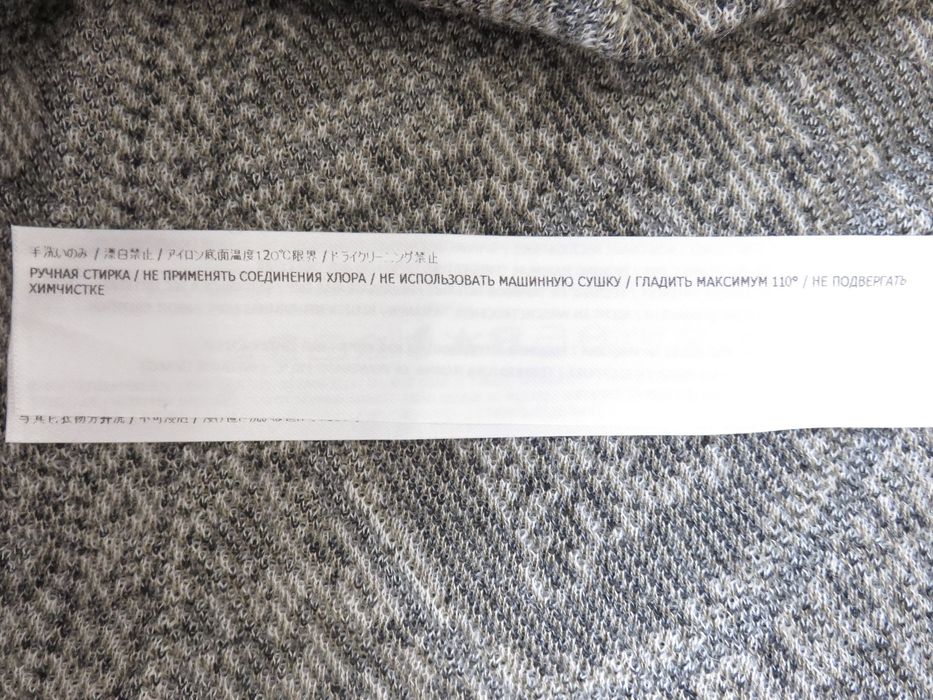 手洗いのみ / 漂白禁止 / アイロン底面温度120℃限界 / ドライクリーニング禁止
РУЧНАЯ СТИРКА / НЕ ПРИМЕНЯТЬ СОЕДИНЕНИЯ ХЛОРА / НЕ ИСПОЛЬЗОВАТЬ МАШИННУЮ СУШКУ / ГЛАДИТЬ МАКСИМУМ 110° / НЕ ПОДВЕРГАТЬ
ХИМЧИСТКЕ